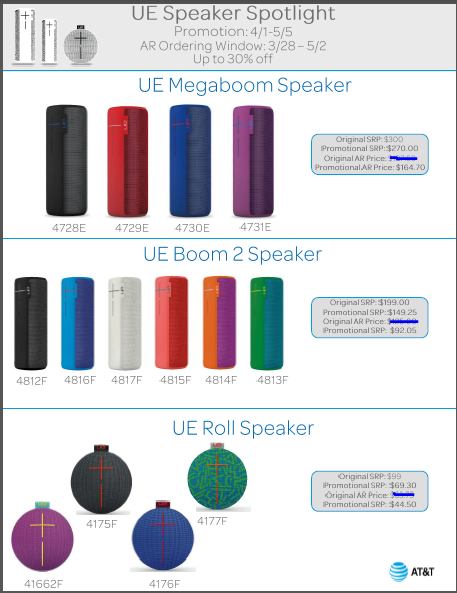 UE Speaker Spotlight
Promotion: 4/1-5/5
AR Ordering Window: 3/28 – 5/2
Up to 30% off
UE Megaboom Speaker
Original SRP: $300
Promotional SRP: $270.00
Original AR Price: $
Promotional AR Price: $164.70
4728E
4729E
4730E
4731E
UE Boom 2 Speaker
Original SRP: $199.00
Promotional SRP: $149.25
Original AR Price: $
Promotional SRP: $92.05
4812F
4816F
4817F
4815F
4814F
4813F
UE Roll Speaker
Original SRP: $99
Promotional SRP: $69.30
Original AR Price: $
Promotional SRP: $44.50
4175F
4177F
41662F
4176F
AT&T